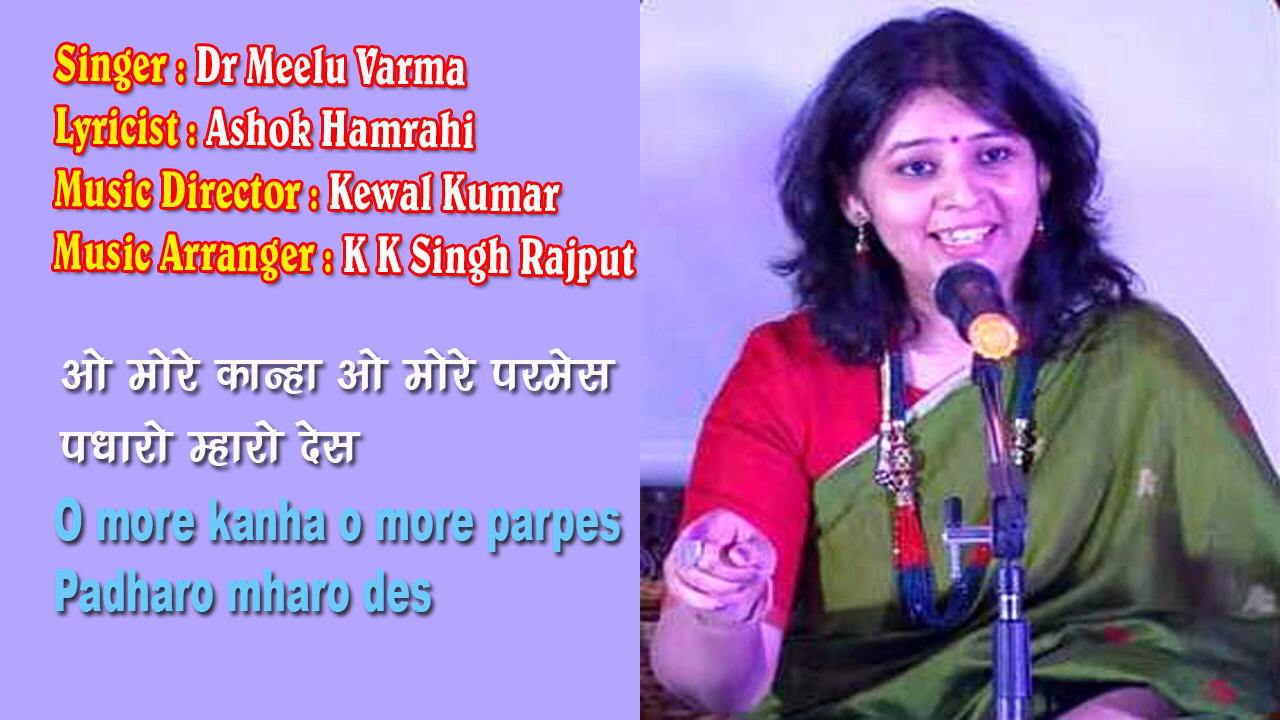 Singer : Dr Meelu Varma
Lyricist : Ashok Hamrahi
Music Director : Kewal Kumar
Music Arranger : K K Singh Rajput
ओ मोरे कान्हा ओ मोरे परमेस
पधारो म्हारो देस
O more kanha o more parpes
Padharo mharo des